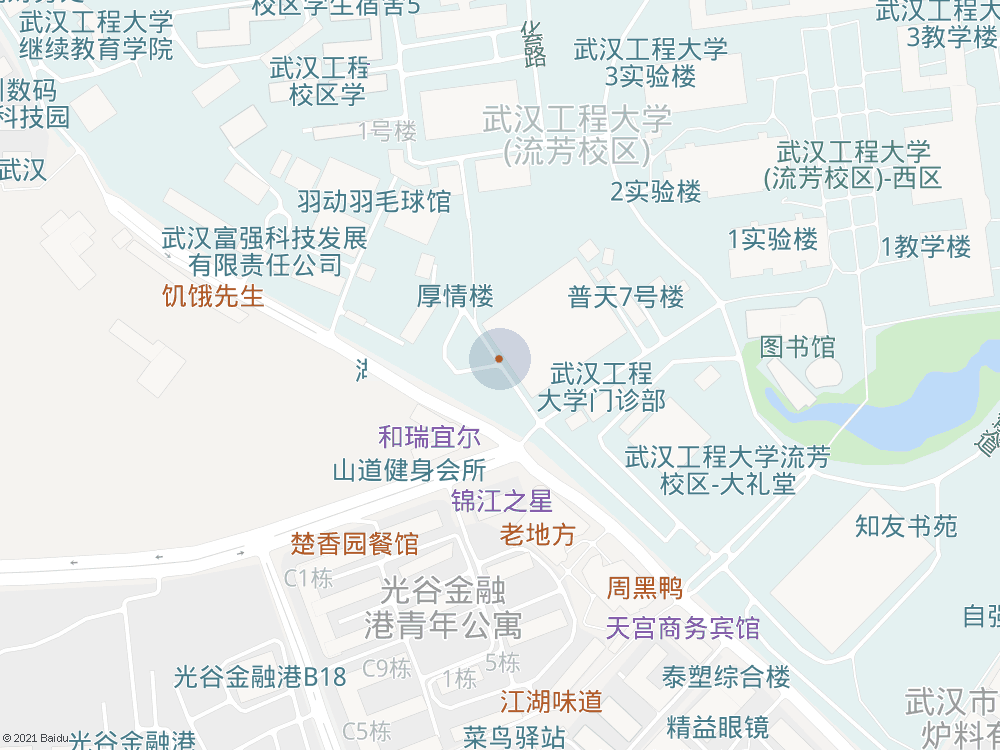 校区学生宿舍5
武汉工程大学
继续教育学院
化
路
武汉工程大学
3实验楼
武汉工程大学
3教学楼
武汉工程
校区学
数码
科技园
1号楼
武汉工程大学
(流芳校区)
武汉
武汉工程大学
(流芳校区)-西区
2实验楼
羽动羽毛球馆
武汉富强科技发展
有限责任公司
1实验楼
1教学楼
饥饿先生
厚情楼
普天7号楼
图书馆
武汉工程
大学门诊部
道
和瑞宜尔
山道健身会所
武汉工程大学流芳
校区-大礼堂
锦江之星
老地方
知友书苑
楚香园餐馆
C1栋
光谷金融
港青年公寓
周黑鸭
天宫商务宾馆
自强
C9栋
1栋
5栋
光谷金融港B18
泰塑综合楼
江湖味道
武汉市
炉料有
C5栋
菜鸟驿站
精益眼镜
光谷金融港
© 2021 Baidu